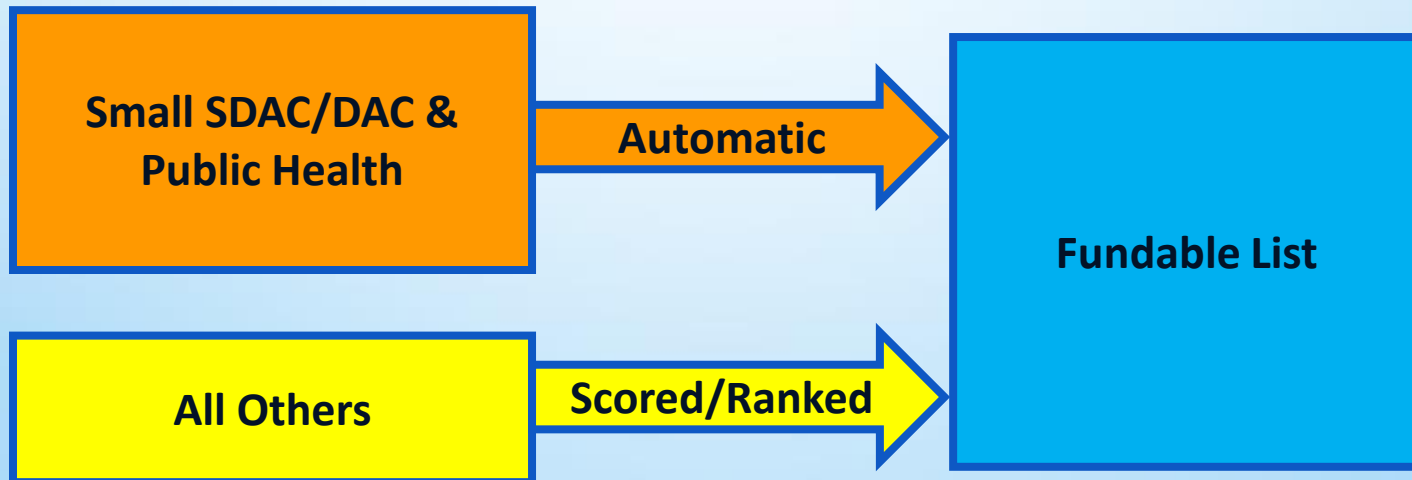 Small SDAC/DAC &
Public Health
Automatic
Fundable List
All Others
Scored/Ranked